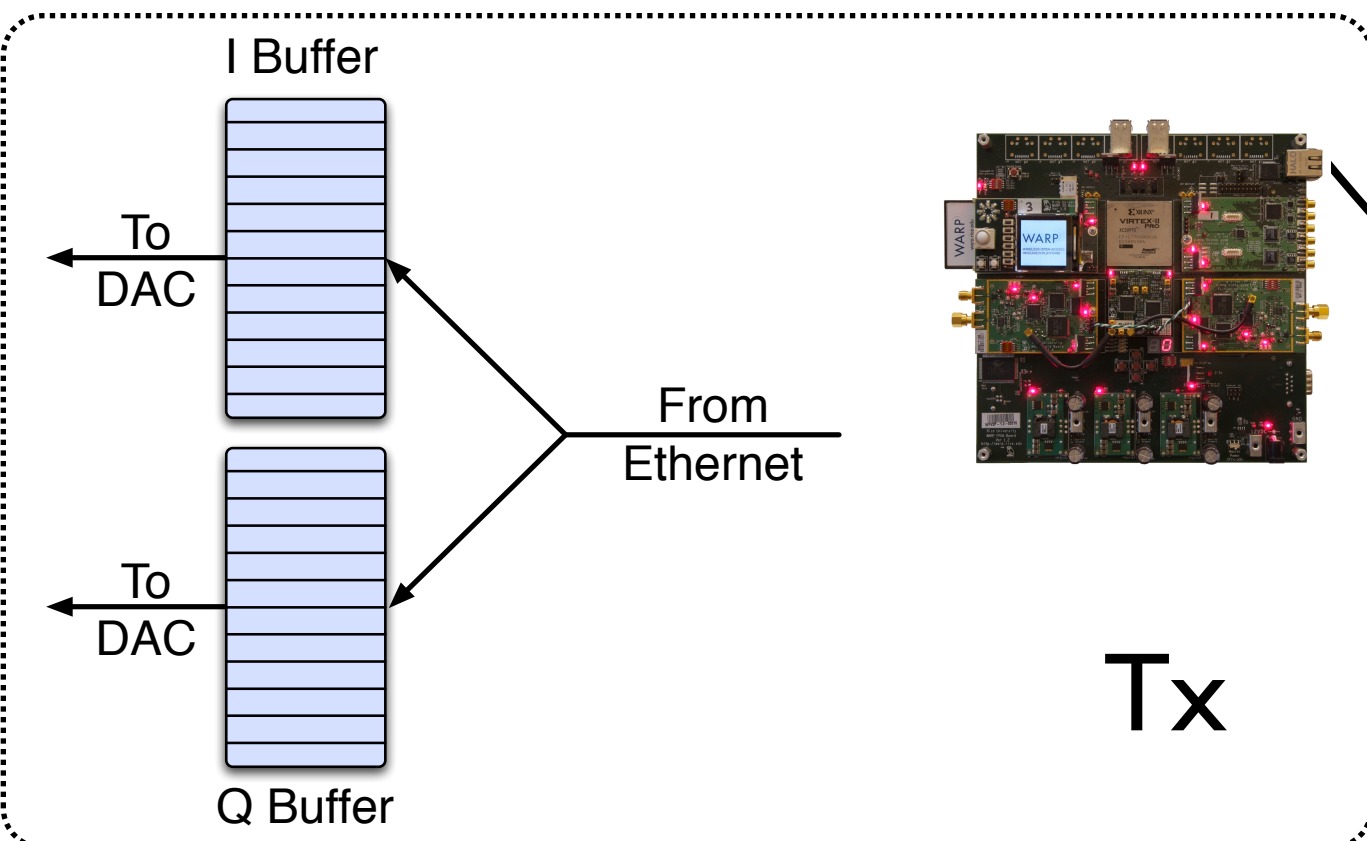 I Buffer
To
DAC
From
Ethernet
To
DAC
Q Buffer
Tx
3
WARP
WARP
XILINX
VIRTEX-II
PRO